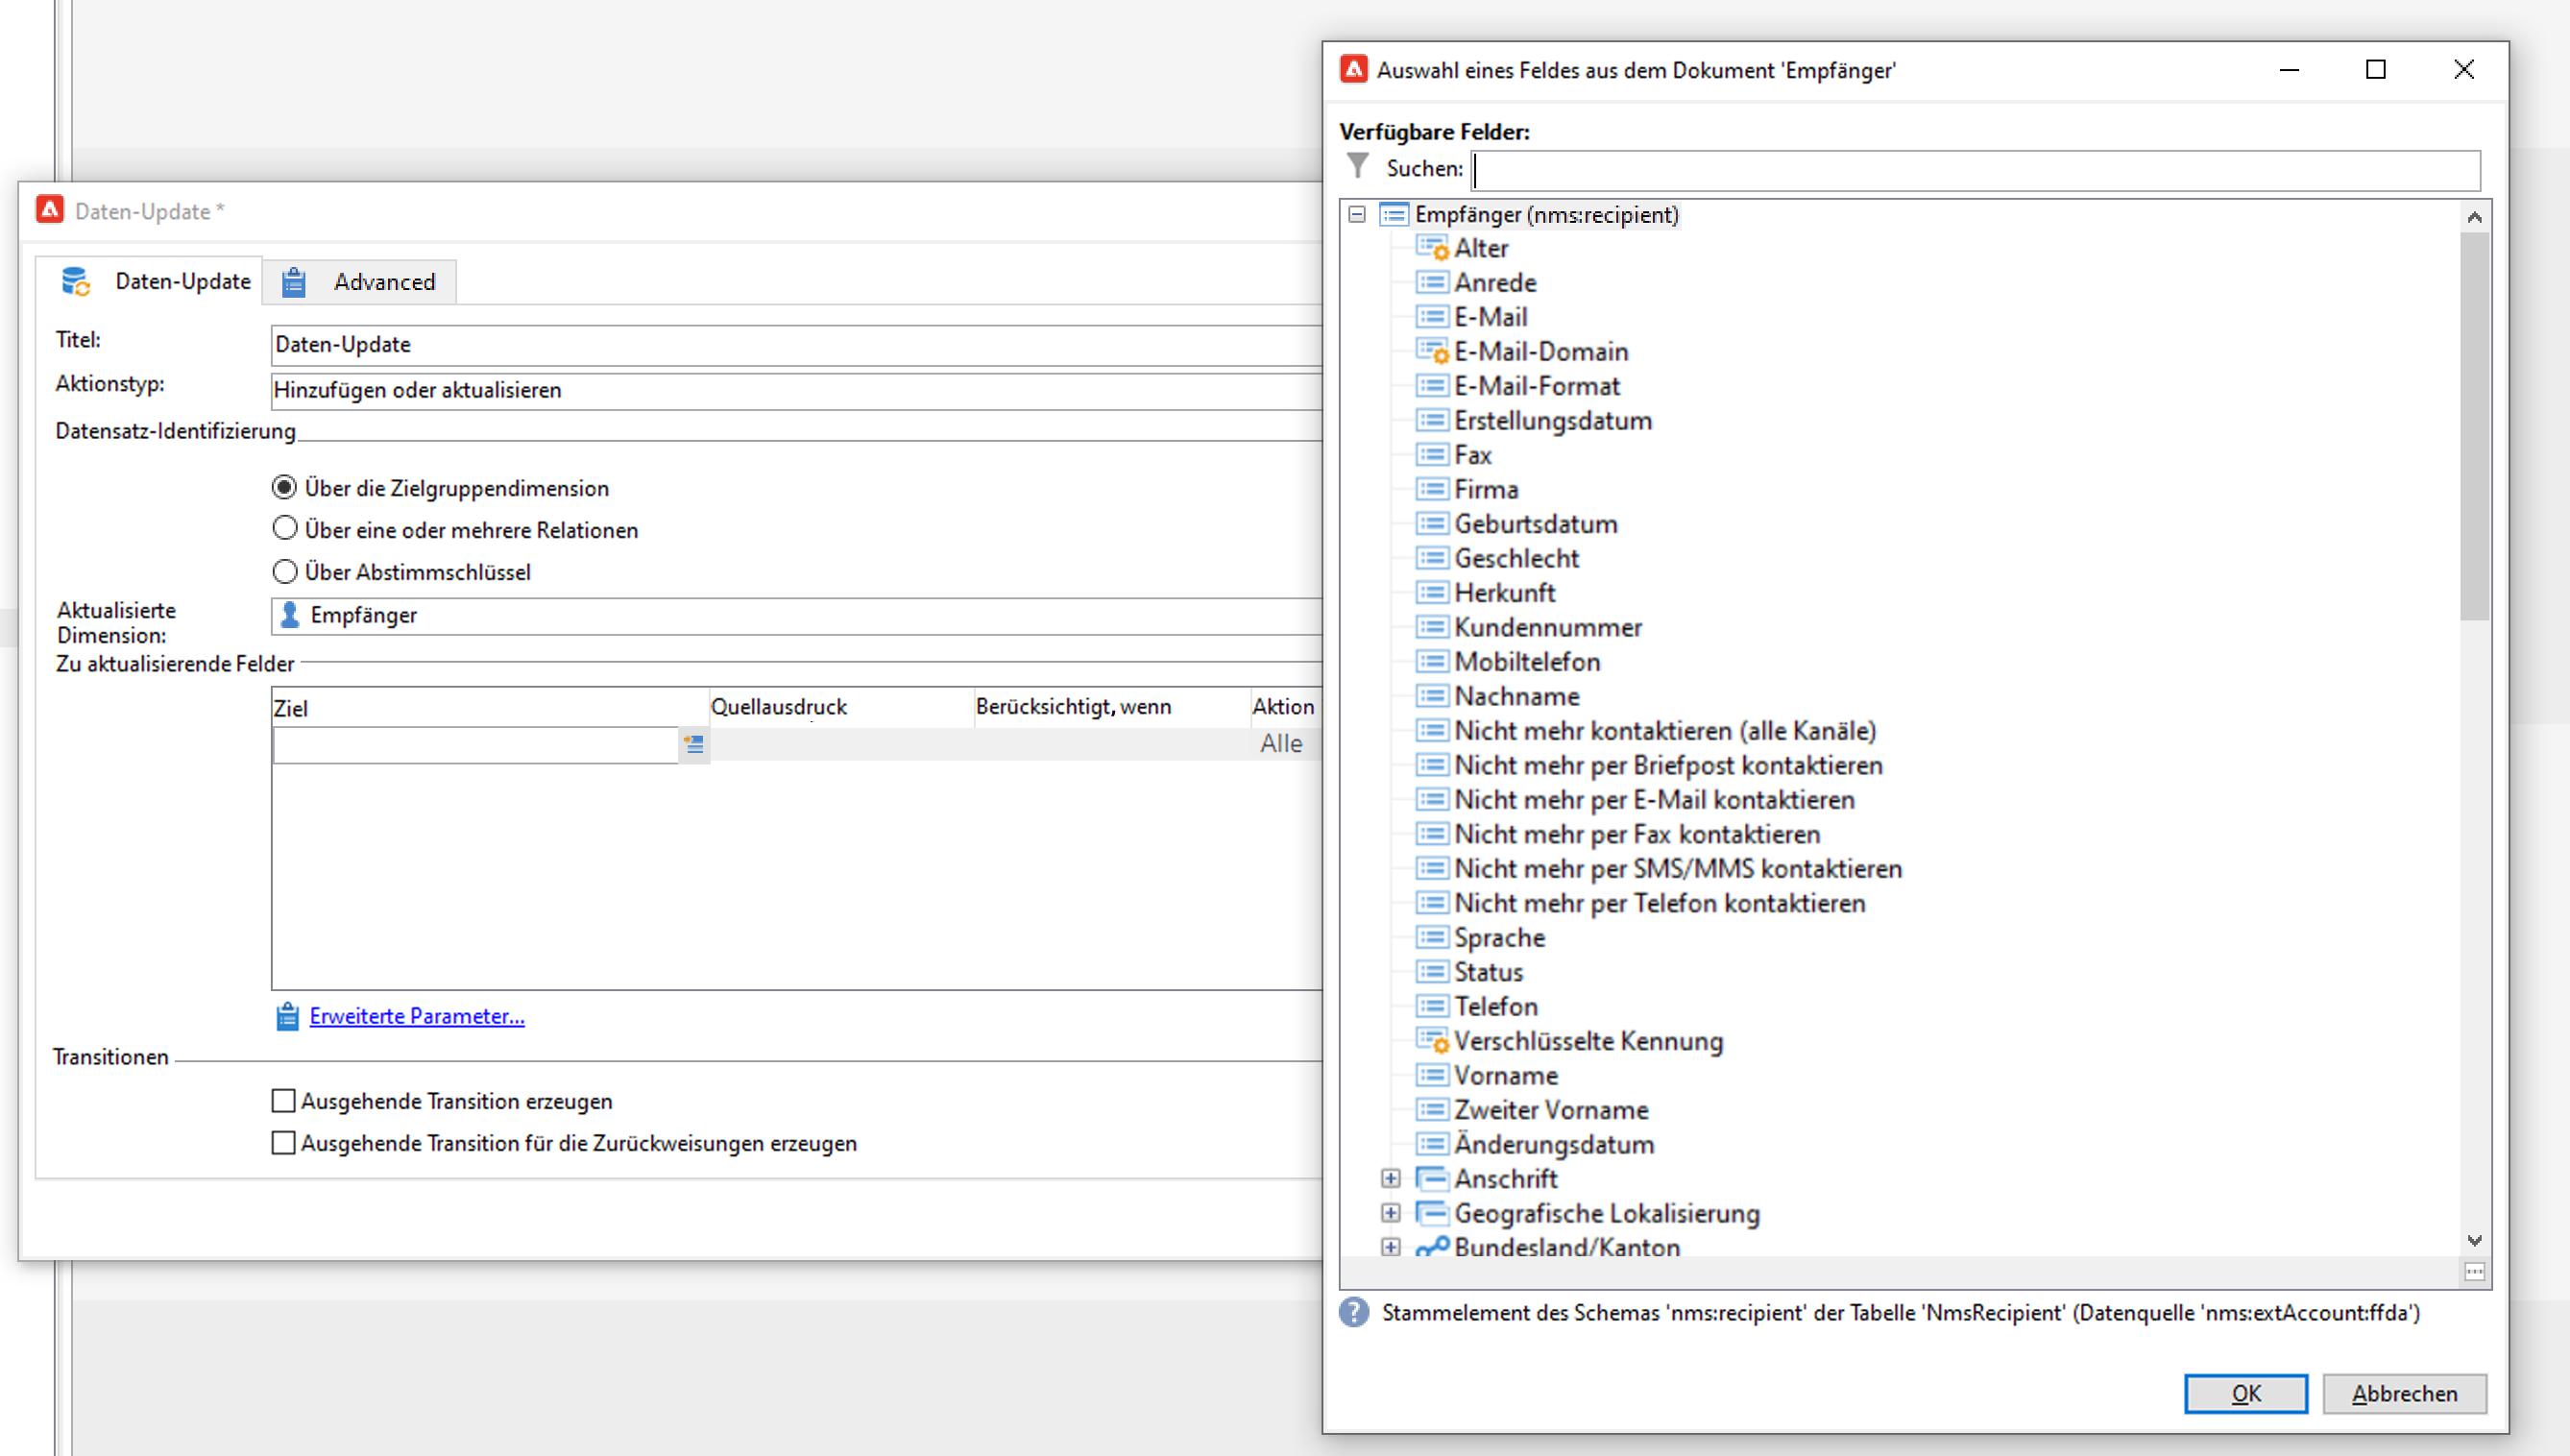 Daten-Update *
Daten-Update
Advanced
Titel:
Daten-Update
Aktionstyp:
Hinzufügen oder aktualisieren
Datensatz-Identifizierung
Über die Zielgruppendimension
Über eine oder mehrere Relationen
Über Abstimmschlüssel
Aktualisierte
Dimension:
Empfänger
Zu aktualisierende Felder
Ziel
Quellausdruck
Berücksichtigt, wenn
Aktion
Alle
Erweiterte Parameter...
Transitionen
Ausgehende Transition erzeugen
Ausgehende Transition für die Zurückweisungen erzeugen
Auswahl eines Feldes aus dem Dokument 'Empfänger'
Verfügbare Felder:
Suchen:
Empfänger (nms:recipient)
Alter
Anrede
E-Mail
E-Mail-Domain
E-Mail-Format
Erstellungsdatum
Fax
Firma
Geburtsdatum
Geschlecht
Herkunft
Kundennummer
Mobiltelefon
Nachname
Nicht mehr kontaktieren (alle Kanäle)
Nicht mehr per Briefpost kontaktieren
Nicht mehr per E-Mail kontaktieren
Nicht mehr per Fax kontaktieren
Nicht mehr per SMS/MMS kontaktieren
Nicht mehr per Telefon kontaktieren
Sprache
Status
Telefon
Verschlüsselte Kennung
Vorname
Zweiter Vorname
Änderungsdatum
Anschrift
Geografische Lokalisierung
Bundesland/Kanton
Stammelement des Schemas 'nms:recipient' der Tabelle 'NmsRecipient' (Datenquelle 'nms:extAccount:ffda')
OK
Abbrechen